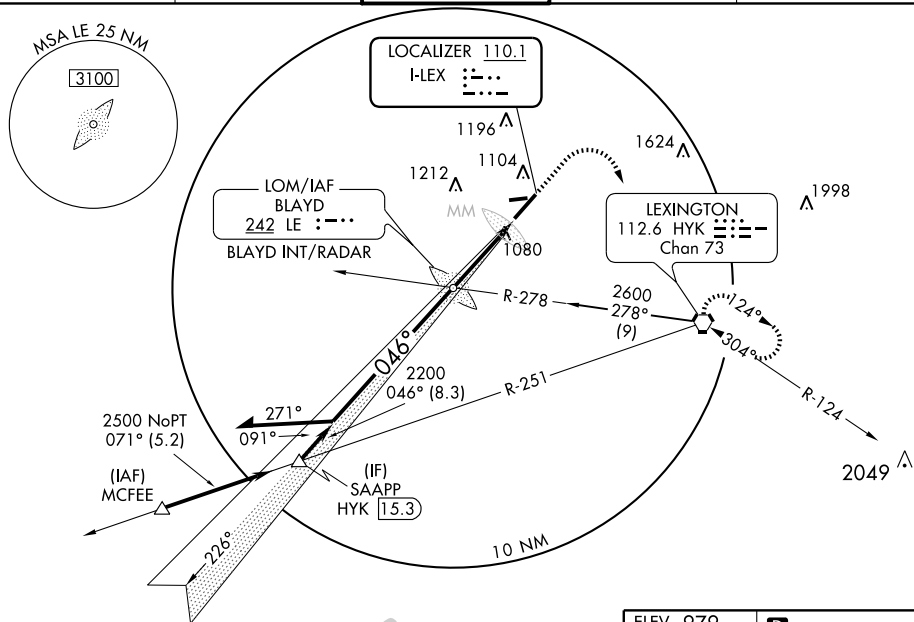 MSA LE 25 NM
3100
LOCALIZER 110.1
I-LEX
1196
1104
1212
1624
1998
MM
LOM/IAF
BLAYD
242 LE
BLAYD INT/RADAR
LEXINGTON
112.6 HYK
Chan 73
1080
R-278
2600
278°
(9)
124°
304°
R-124
2049
046°
2200
046° (8.3)
R-251
271°
091°
2500 NoPT
071° (5.2)
(IAF)
MCFEE
(IF)
SAAPP
HYK 15.3
226°
10 NM
ELEV 979